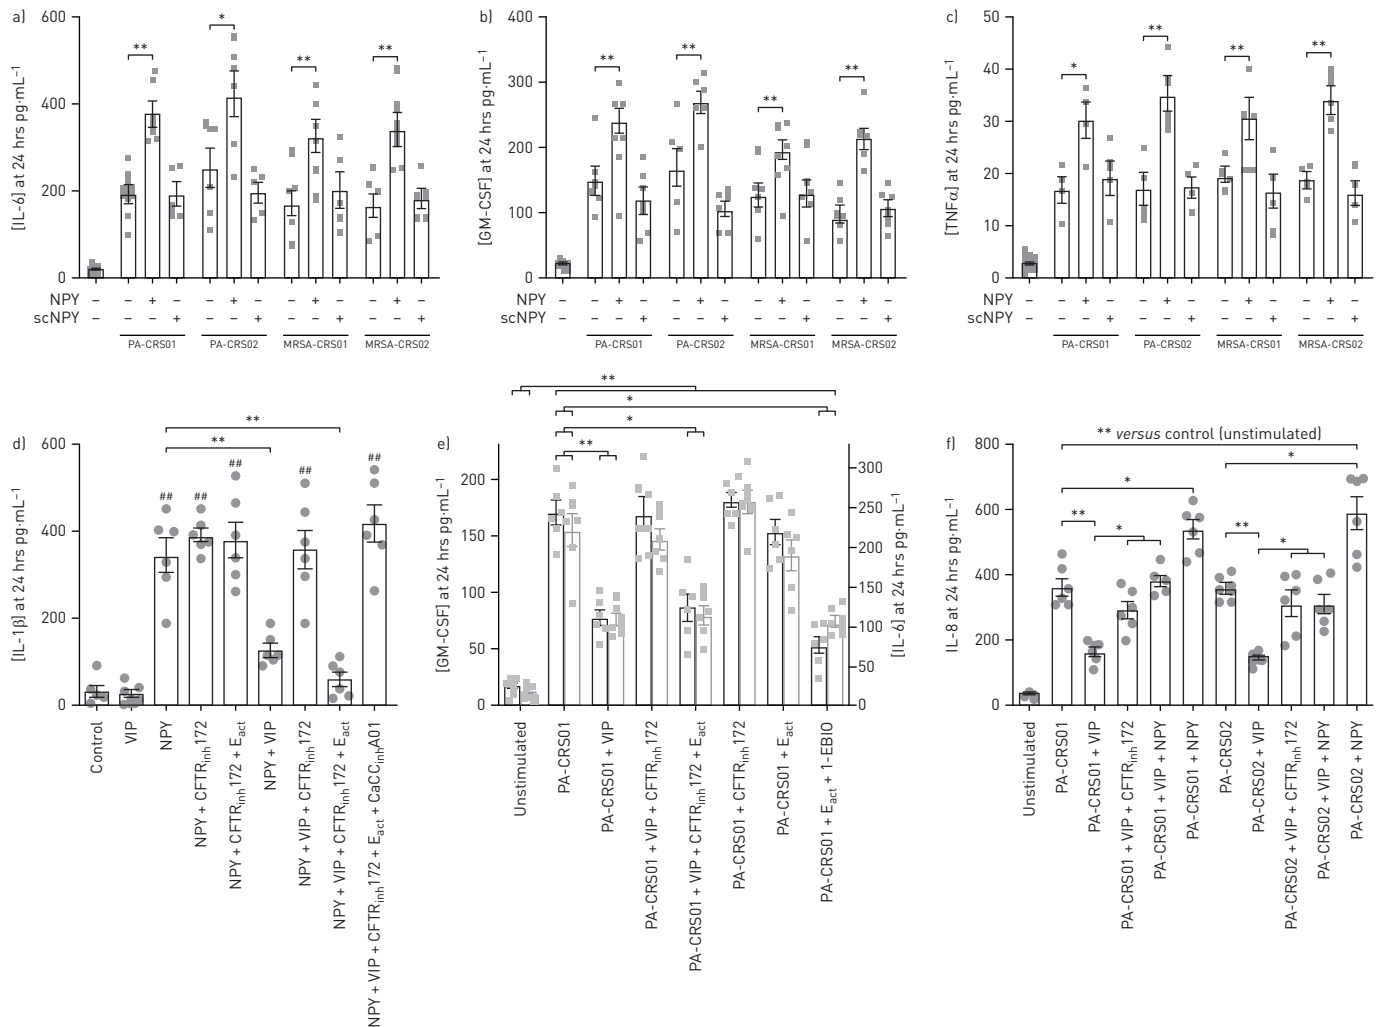 a)
[IL-6] at 24 hrs pg·mL−1
600
400
200
0
**
*
**
**
NPY − − + − + − + − +
scNPY − − + − + − + − +
PA-CRS01 PA-CRS02 MRSA-CRS01 MRSA-CRS02
b)
[GM-CSF] at 24 hrs pg·mL−1
400
300
200
100
0
**
**
**
**
NPY − − + − + − + − +
scNPY − − + − + − + − +
PA-CRS01 PA-CRS02 MRSA-CRS01 MRSA-CRS02
c)
[TNFα] at 24 hrs pg·mL−1
50
40
30
20
10
0
*
**
**
**
NPY − − + − + − + − +
scNPY − − + − + − + − +
PA-CRS01 PA-CRS02 MRSA-CRS01 MRSA-CRS02
d)
[IL-1β] at 24 hrs pg·mL−1
600
400
200
0
**
**
## ## ## ## ##
Control
VIP
NPY
NPY + CFTRinh172
NPY + CFTRinh172 + Eact
NPY + VIP
NPY + VIP + CFTRinh172
NPY + VIP + CFTRinh172 + Eact
NPY + VIP + CFTRinh172 + Eact + CaCCinhA01
e)
[GM-CSF] at 24 hrs pg·mL−1
200
150
100
50
0
**
*
*
**
300
250
200
150
100
50
0
[IL-6] at 24 hrs pg·mL−1
Unstimulated
PA-CRS01
PA-CRS01 + VIP
PA-CRS01 + VIP + CFTRinh172
PA-CRS01 + VIP + CFTRinh172 + Eact
PA-CRS01 + CFTRinh172
PA-CRS01 + Eact
PA-CRS01 + Eact + 1-EBIO
f)
IL-8 at 24 hrs pg·mL−1
800
600
400
200
0
** versus control (unstimulated)
*
*
**
*
**
*
Unstimulated
PA-CRS01
PA-CRS01 + VIP
PA-CRS01 + VIP + CFTRinh172
PA-CRS01 + VIP + NPY
PA-CRS01 + NPY
PA-CRS02
PA-CRS02 + VIP
PA-CRS02 + VIP + CFTRinh172
PA-CRS02 + VIP + NPY
PA-CRS02 + NPY